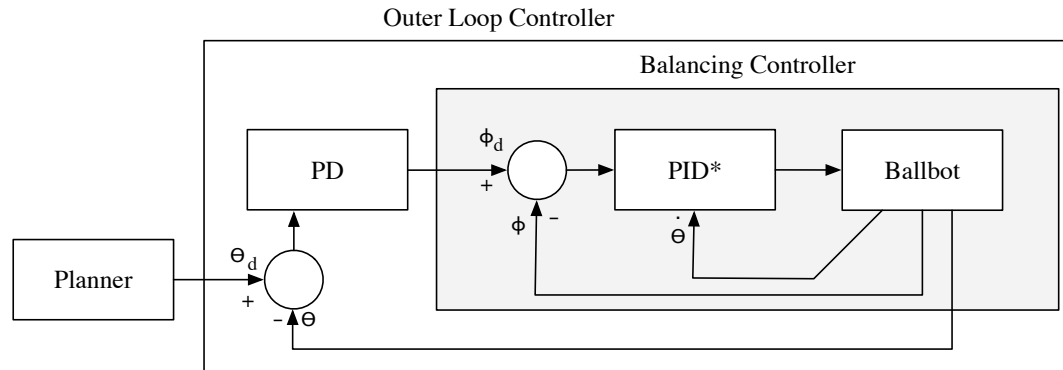 Outer Loop Controller
Balancing Controller
ϕd
PD
PID*
Ballbot
+
ϕ
–
Θ̇
Planner
Θd
+
–
Θ